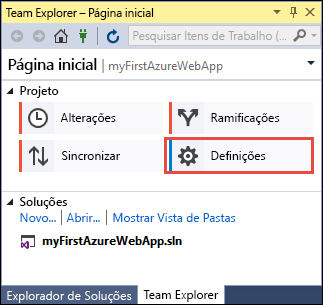 Team Explorer – Página inicial
Pesquisar Itens de Trabalho (
Página inicial | myFirstAzureWebApp
Projeto
Alterações
Ramificações
Sincronizar
Definições
Soluções
Novo... | Abrir... | Mostrar Vista de Pastas
myFirstAzureWebApp.sln
Explorador de Soluções
Team Explorer